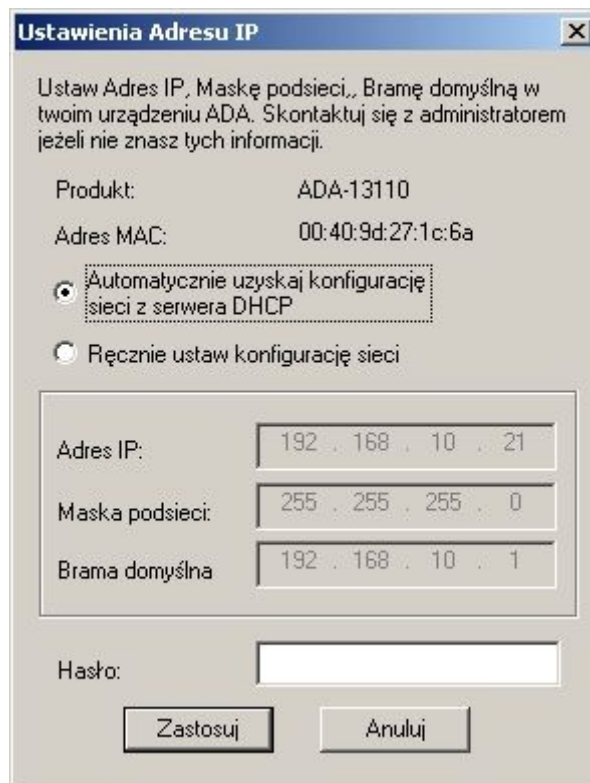 Ustawienia Adresu IP
Ustaw Adres IP, Maskę podsieci,, Bramę domyślną w
twoim urządzeniu ADA. Skontaktuj się z administratorem
jeżeli nie znasz tych informacji.
Produkt: ADA-13110
Adres MAC: 00:40:9d:27:1c:6a
Automatycznie uzyskaj konfigurację
sieci z serwera DHCP
Ręcznie ustaw konfigurację sieci
Adres IP: 192 . 168 . 10 . 21
Maska podsieci: 255 . 255 . 255 . 0
Brama domyślna 192 . 168 . 10 . 1
Hasło:
Zastosuj Anuluj